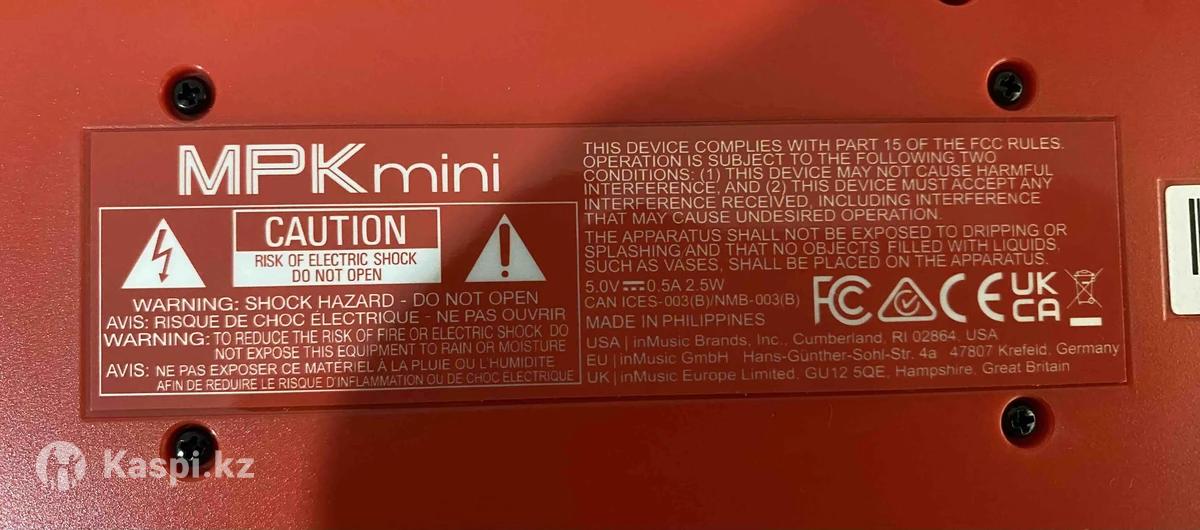 MPK mini
CAUTION
RISK OF ELECTRIC SHOCK
DO NOT OPEN
WARNING: SHOCK HAZARD - DO NOT OPEN
AVIS: RISQUE DE CHOC ÉLECTRIQUE - NE PAS OUVRIR
WARNING: TO REDUCE THE RISK OF FIRE OR ELECTRIC SHOCK DO
NOT EXPOSE THIS EQUIPMENT TO RAIN OR MOISTURE
AVIS: NE PAS EXPOSER CE MATÉRIEL À LA PLUIE OU L'HUMIDITE
AFIN DE REDUIRE LE RISQUE D'INFLAMMATION OU DE CHOC ELECTRIQUE
THIS DEVICE COMPLIES WITH PART 15 OF THE FCC RULES.
OPERATION IS SUBJECT TO THE FOLLOWING TWO
CONDITIONS: (1) THIS DEVICE MAY NOT CAUSE HARMFUL
INTERFERENCE, AND (2) THIS DEVICE MUST ACCEPT ANY
INTERFERENCE RECEIVED, INCLUDING INTERFERENCE
THAT MAY CAUSE UNDESIRED OPERATION.
THE APPARATUS SHALL NOT BE EXPOSED TO DRIPPING OR
SPLASHING AND THAT NO OBJECTS FILLED WITH LIQUIDS,
SUCH AS VASES, SHALL BE PLACED ON THE APPARATUS.
5.0V⎓0.5A 2.5W
CAN ICES-003(B)/NMB-003(B)
MADE IN PHILIPPINES
FC CE UK CA
USA | inMusic Brands, Inc., Cumberland, RI 02864, USA
EU | inMusic GmbH Hans-Günther-Sohl-Str. 4a 47807 Krefeld, Germany
UK | inMusic Europe Limited, GU12 5QE, Hampshire, Great Britain
Kaspi.kz